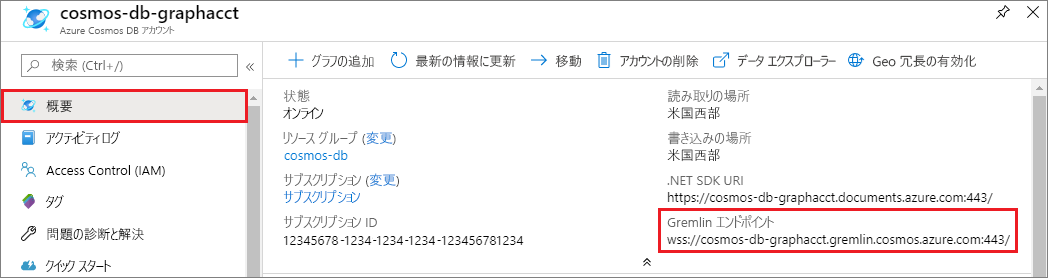 cosmos-db-graphacct
Azure Cosmos DB アカウント
検索 (Ctrl+/)
概要
アクティビティログ
Access Control (IAM)
タグ
問題の診断と解決
クイック スタート
グラフの追加
最新の情報に更新
移動
アカウントの削除
データ エクスプローラー
Geo 冗長の有効化
状態
オンライン
リソース グループ (変更)
cosmos-db
サブスクリプション (変更)
サブスクリプション
サブスクリプション ID
12345678-1234-1234-1234-123456781234
読み取りの場所
米国西部
書き込みの場所
米国西部
.NET SDK URI
https://cosmos-db-graphacct.documents.azure.com:443/
Gremlin エンドポイント
wss://cosmos-db-graphacct.gremlin.cosmos.azure.com:443/